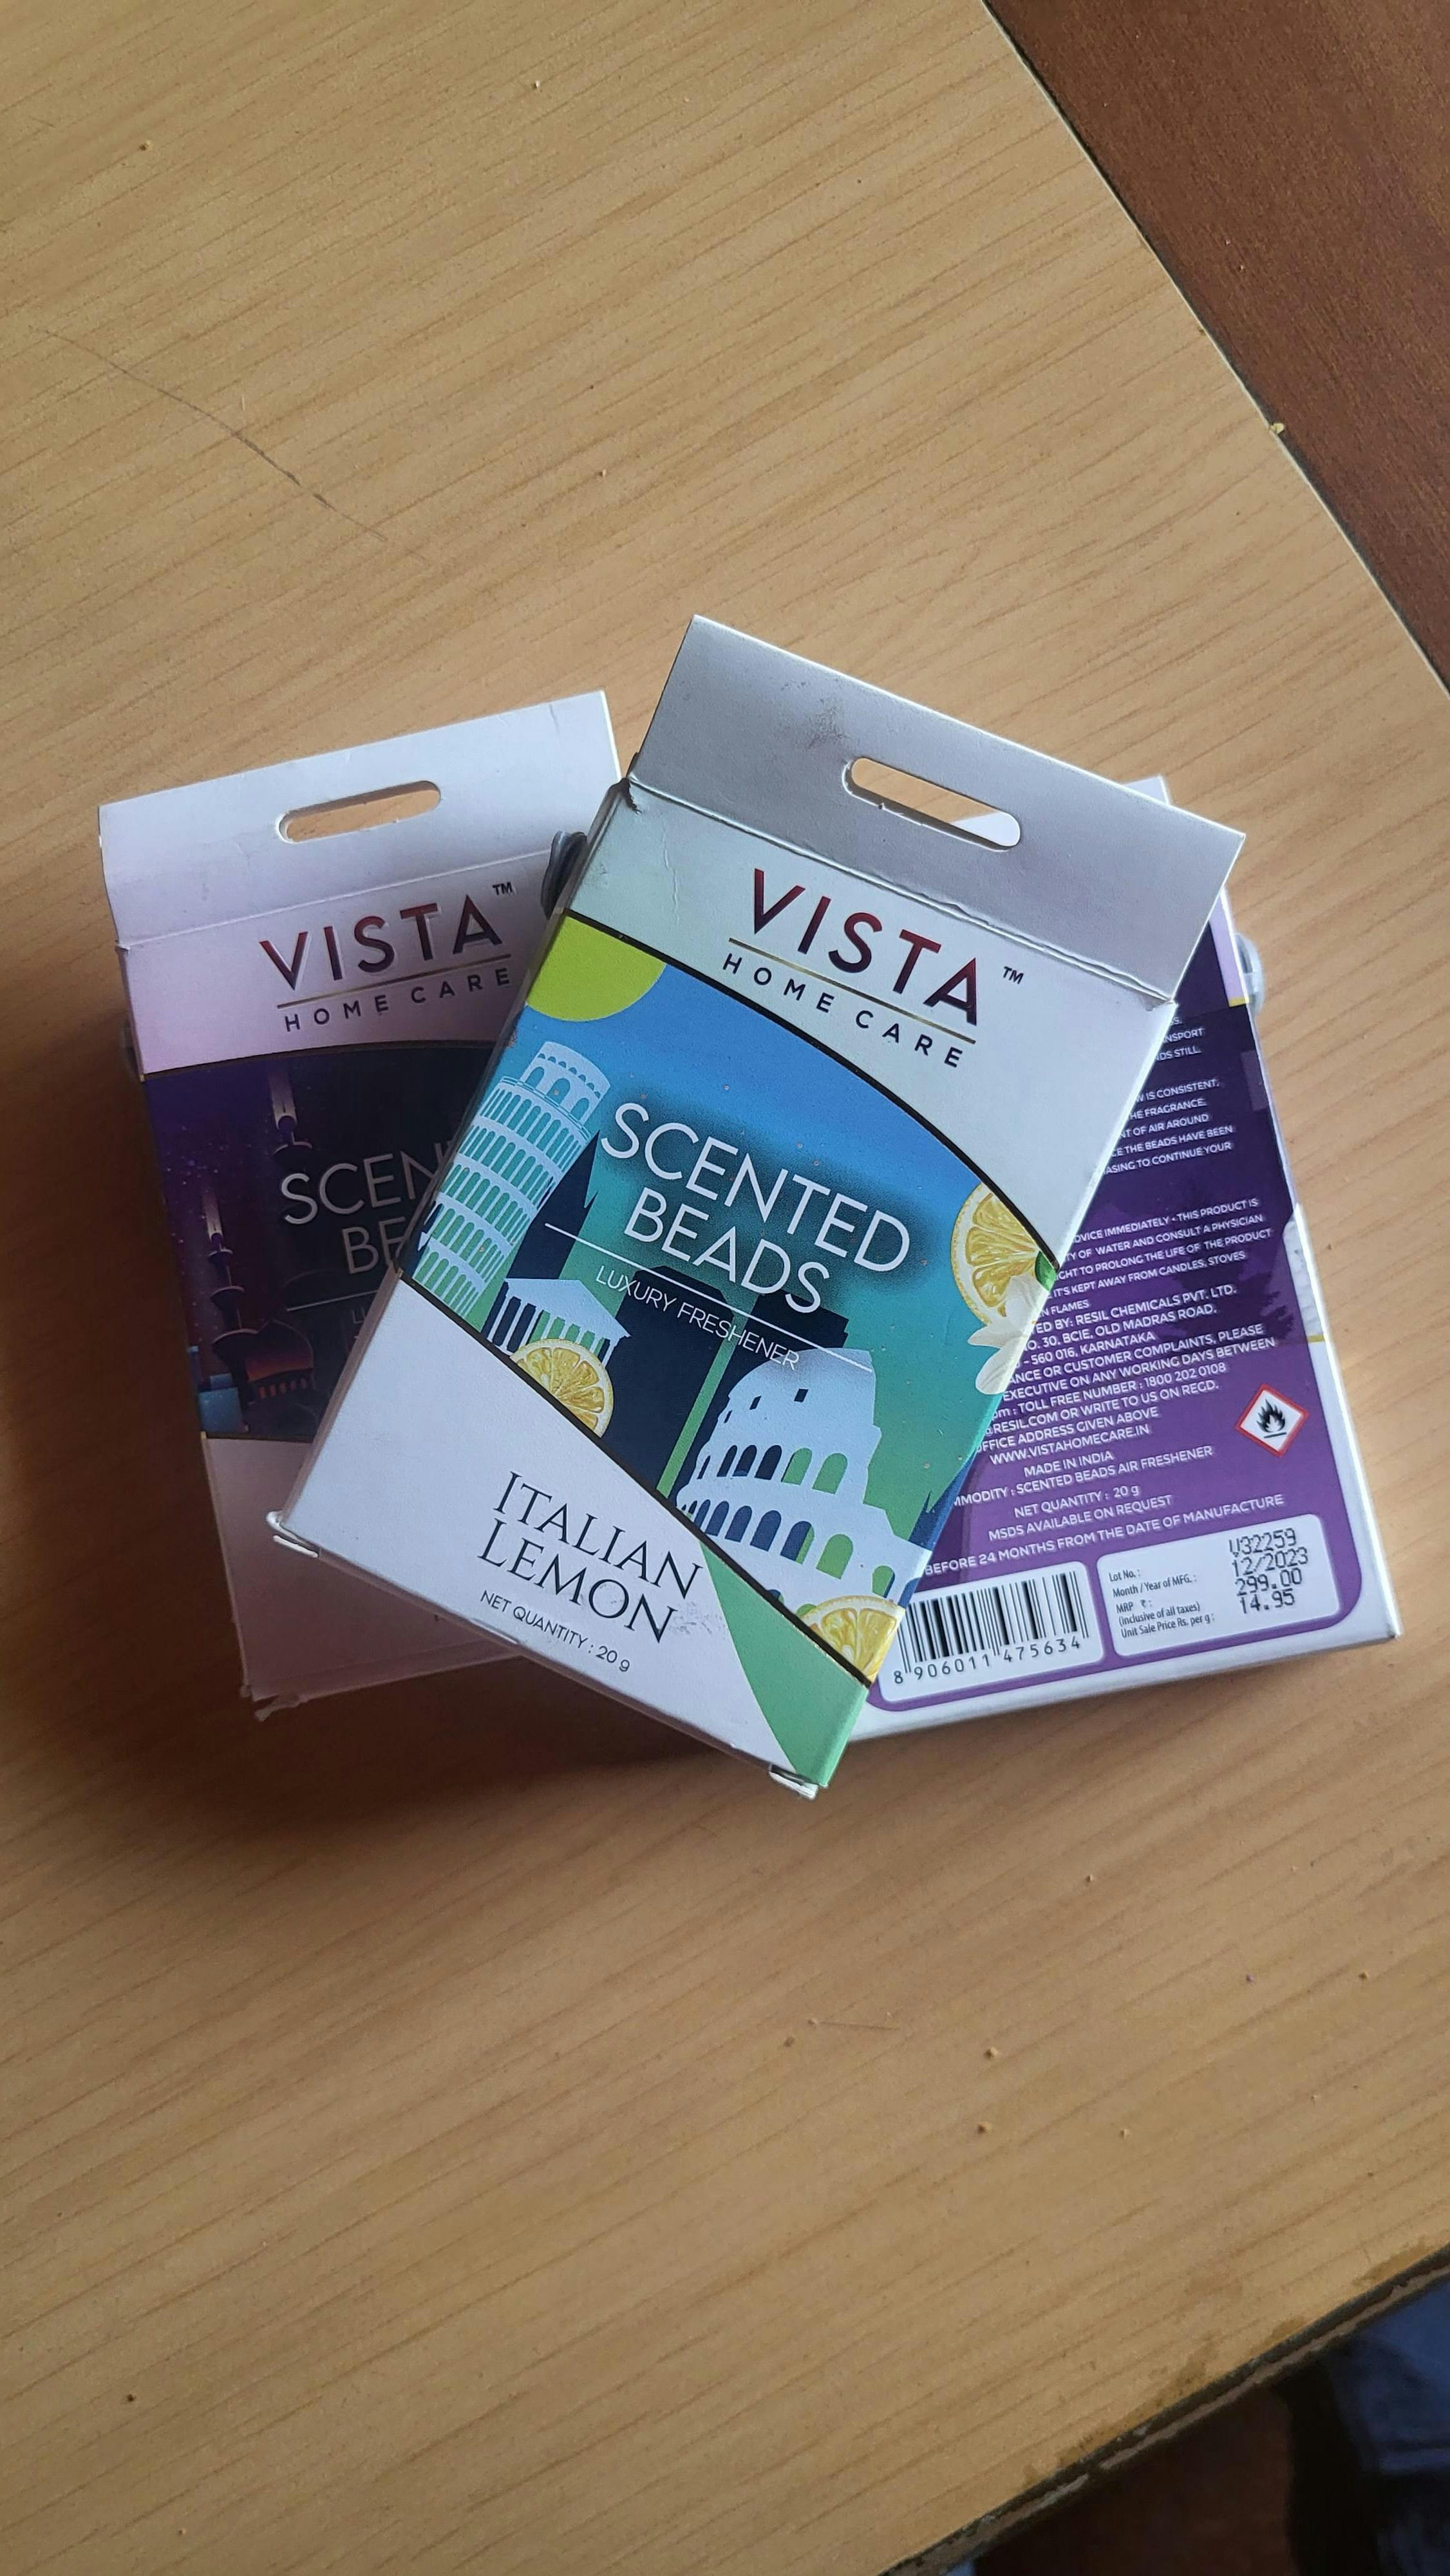 VISTA™
HOME CARE
SCEN
BE
VISTA™
HOME CARE
SCENTED
BEADS
LUXURY FRESHENER
ITALIAN
LEMON
NET QUANTITY : 20 g
NSPORT
DS STILL.
W IS CONSISTENT.
HE FRAGRANCE.
NT OF AIR AROUND
CE THE BEADS HAVE BEEN
ASING TO CONTINUE YOUR
OVICE IMMEDIATELY • THIS PRODUCT IS
TY OF WATER AND CONSULT A PHYSICIAN
GHT TO PROLONG THE LIFE OF THE PRODUCT
IT'S KEPT AWAY FROM CANDLES, STOVES
N FLAMES
ED BY: RESIL CHEMICALS PVT. LTD.
O. 30, BCIE, OLD MADRAS ROAD,
- 560 016, KARNATAKA
ANCE OR CUSTOMER COMPLAINTS, PLEASE
EXECUTIVE ON ANY WORKING DAYS BETWEEN
pm : TOLL FREE NUMBER : 1800 202 0108
@RESIL.COM OR WRITE TO US ON REGD.
OFFICE ADDRESS GIVEN ABOVE
WWW.VISTAHOMECARE.IN
MADE IN INDIA
MMODITY : SCENTED BEADS AIR FRESHENER
NET QUANTITY : 20 g
MSDS AVAILABLE ON REQUEST
BEFORE 24 MONTHS FROM THE DATE OF MANUFACTURE
8 906011 475634
Lot No. : U32259
Month / Year of MFG. : 12/2023
MRP ₹ : 299.00
(inclusive of all taxes)
Unit Sale Price Rs. per g : 14.95